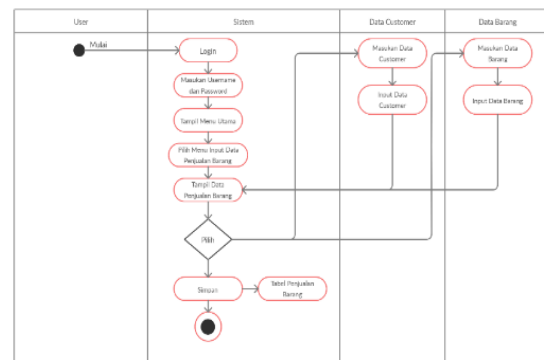 User
Sistem
Data Customer
Data Barang
Mulai
Login
Masukan Username
dan Password
Tampil Menu Utama
Pilih Menu Input Data
Penjualan Barang
Tampil Data
Penjualan Barang
Pilih
Simpan
Tabel Penjualan
Barang
Masukan Data
Customer
Input Data
Customer
Masukan Data
Barang
Input Data Barang